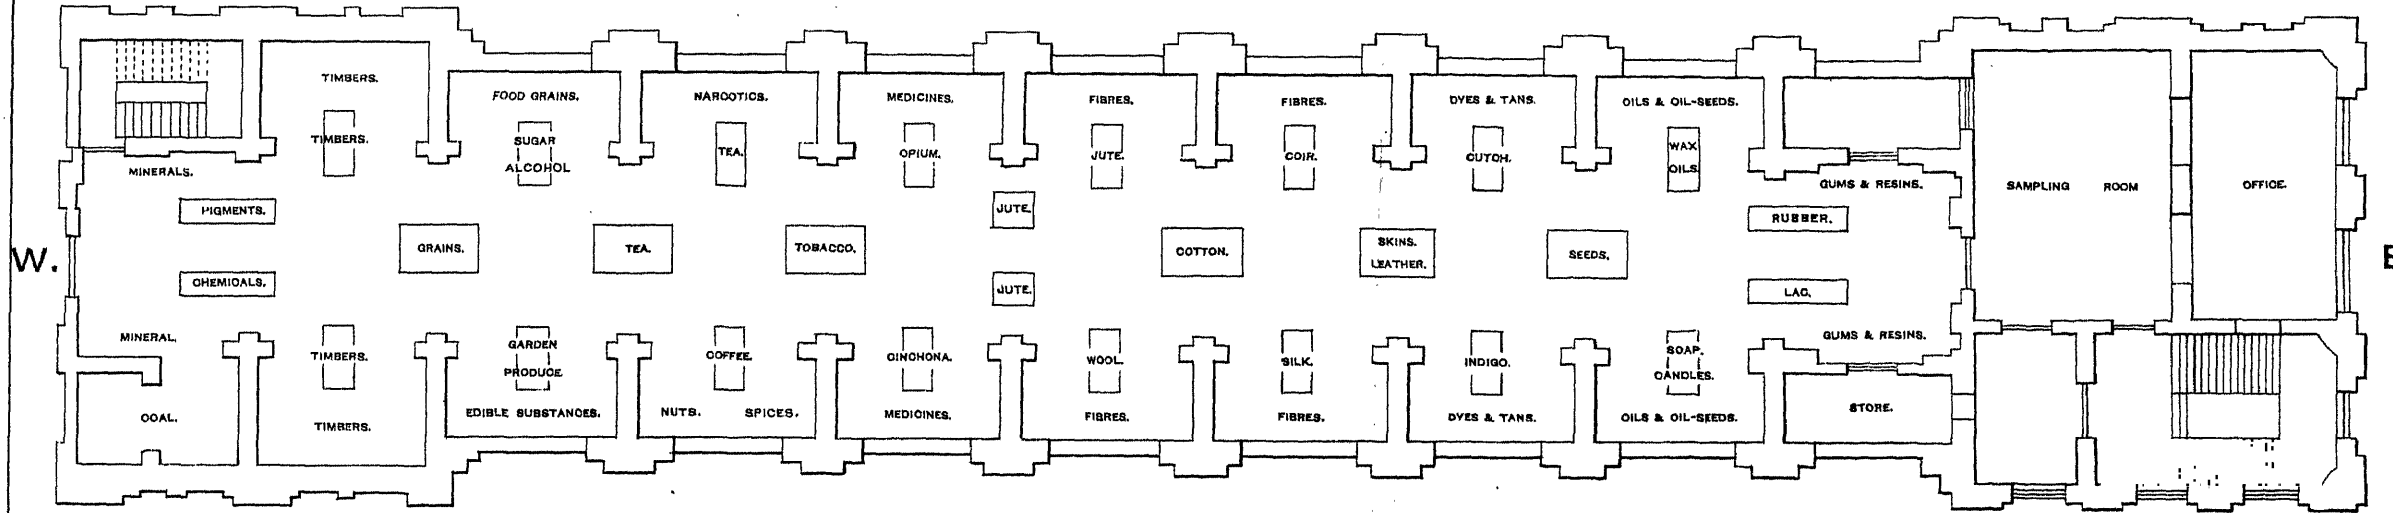 TIMBERS.
FOOD GRAINS.
NARCOTICS.
MEDICINES.
FIBRES.
FIBRES.
DYES & TANS.
OILS & OIL-SEEDS.
TIMBERS.
SUGAR
ALCOHOL
TEA.
OPIUM.
JUTE.
COIR.
CUTCH.
WAX
OILS.
MINERALS.
GUMS & RESINS.
SAMPLING ROOM
OFFICE.
PIGMENTS.
JUTE.
RUBBER.
W.
GRAINS.
TEA.
TOBACCO.
COTTON.
SKINS.
LEATHER.
SEEDS.
E
CHEMICALS.
JUTE.
LAC.
MINERAL.
GUMS & RESINS.
TIMBERS.
GARDEN
PRODUCE
COFFEE.
CINCHONA.
WOOL.
SILK.
INDIGO.
SOAP.
CANDLES.
COAL.
TIMBERS.
EDIBLE SUBSTANCES.
NUTS. SPICES.
MEDICINES.
FIBRES.
FIBRES.
DYES & TANS.
OILS & OIL-SEEDS.
STORE.